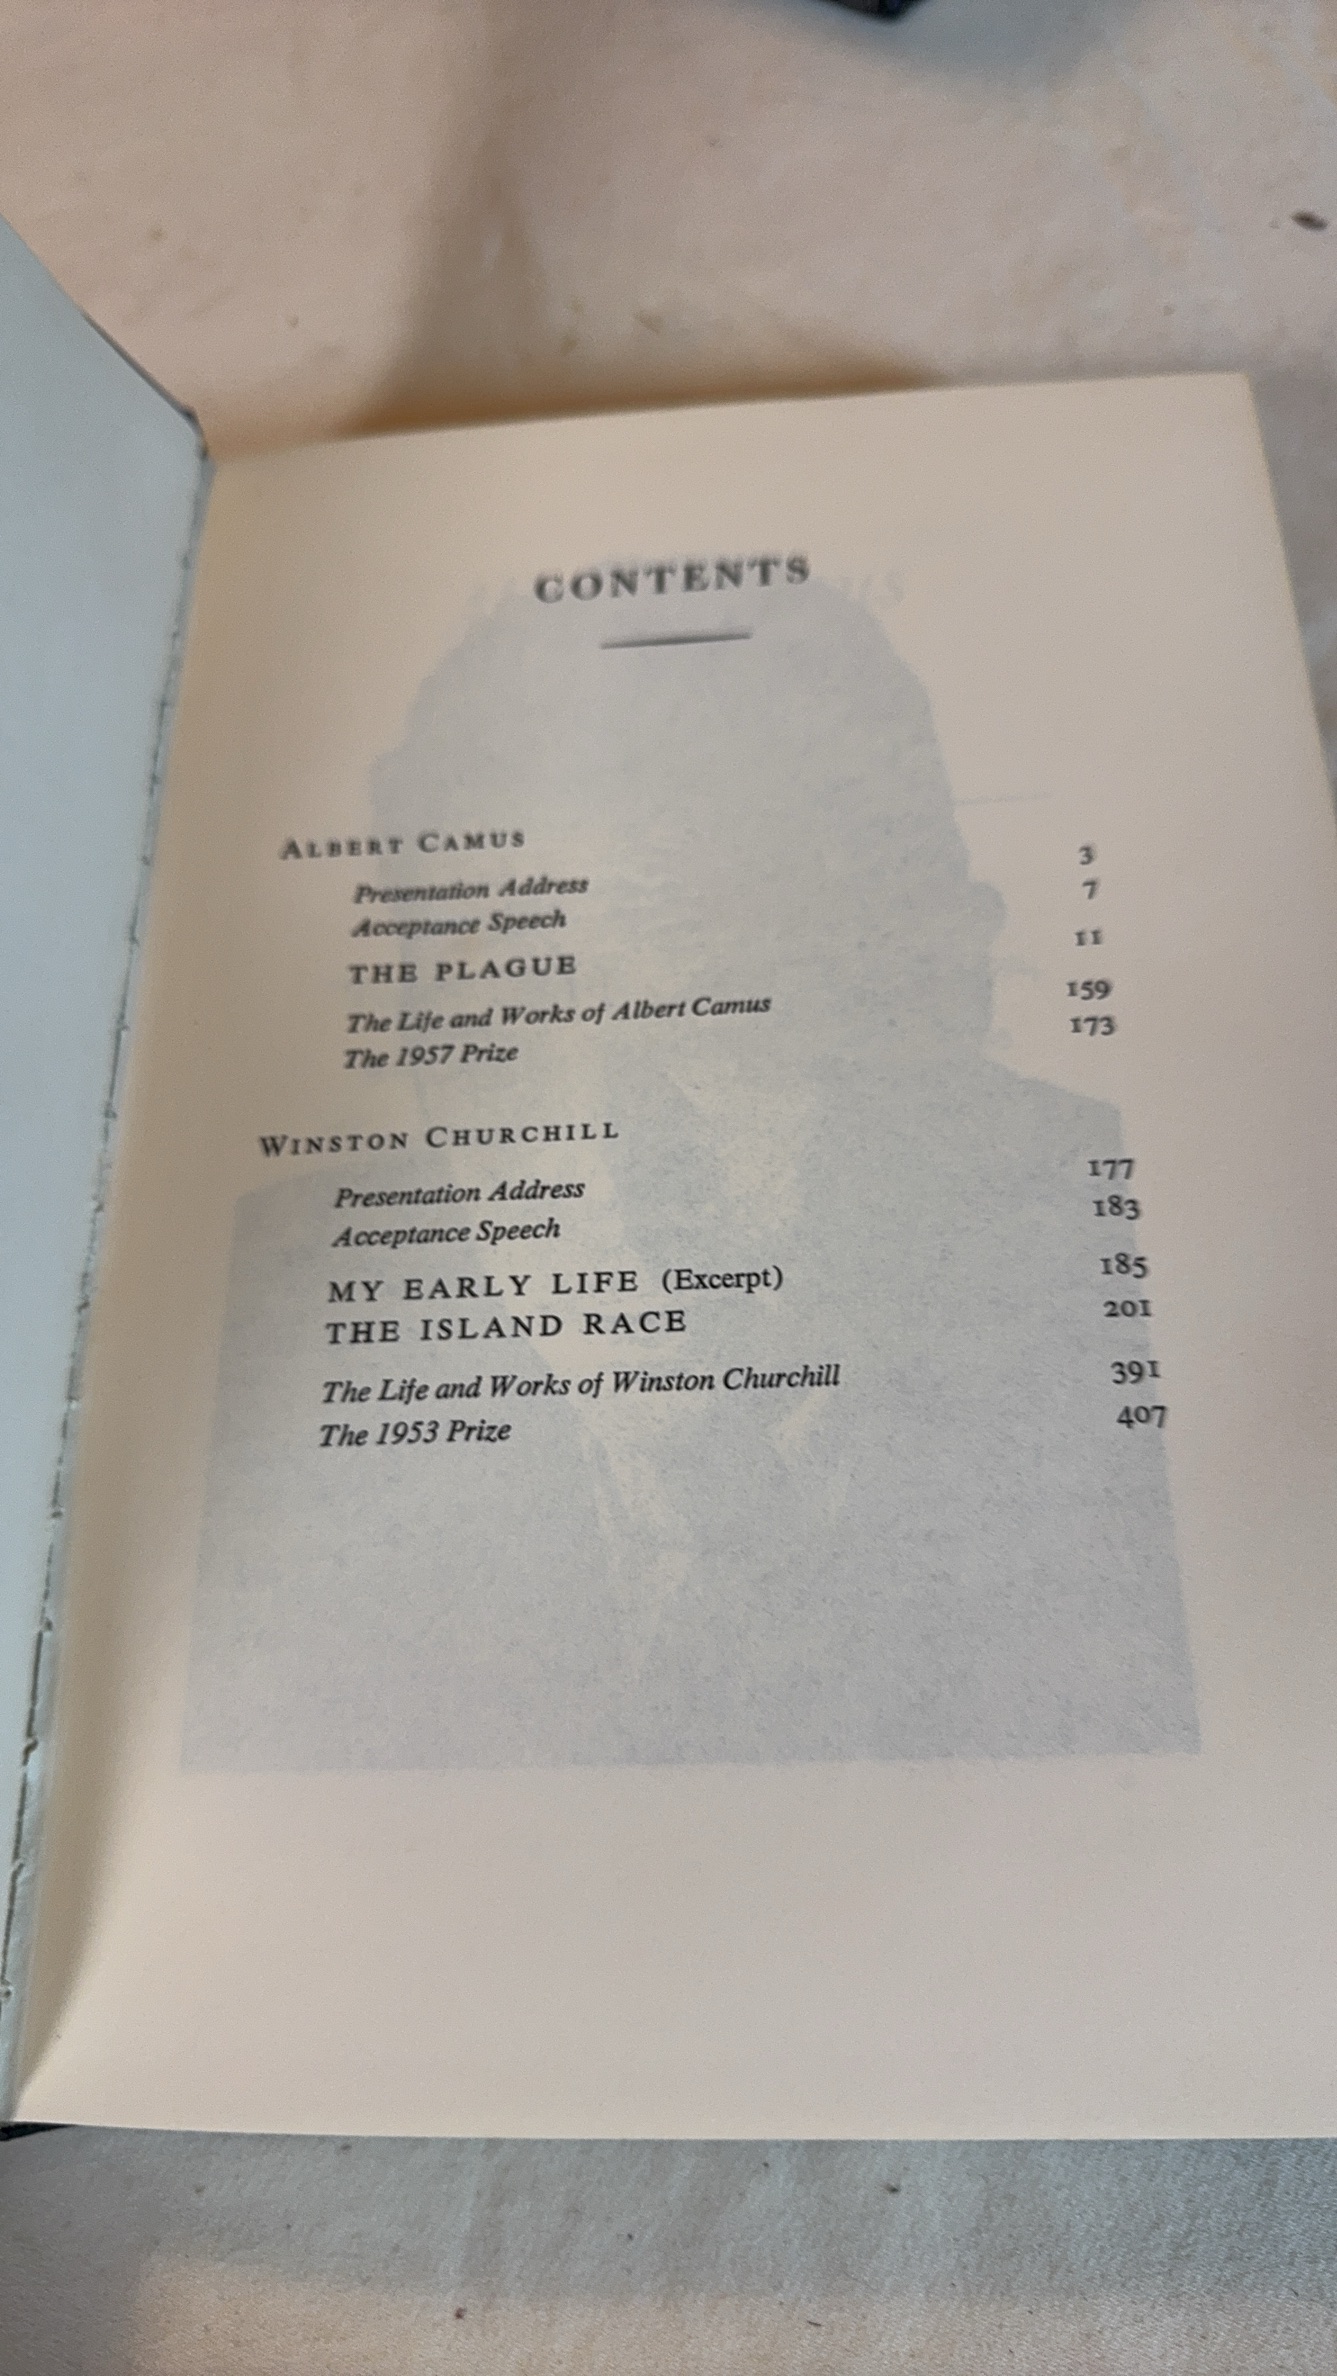 CONTENTS
ALBERT CAMUS
Presentation Address 3
Acceptance Speech 7
THE PLAGUE 11
The Life and Works of Albert Camus 159
The 1957 Prize 173
WINSTON CHURCHILL
Presentation Address 177
Acceptance Speech 183
MY EARLY LIFE (Excerpt) 185
THE ISLAND RACE 201
The Life and Works of Winston Churchill 391
The 1953 Prize 407